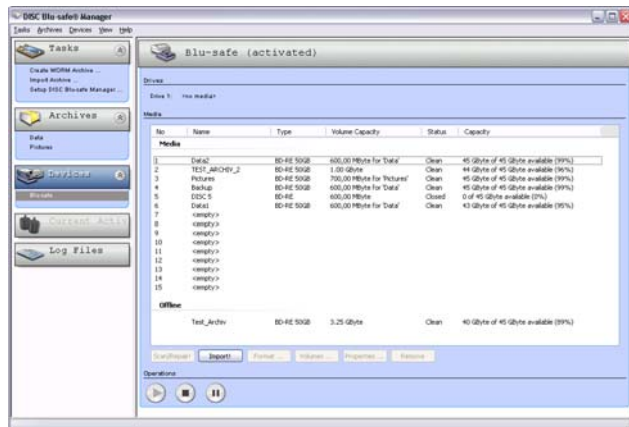 DISC Blu-safe® Manager
Tasks Archives Devices View Help
Tasks
Create WORM Archive ...
Import Archive ...
Setup DISC Blu-safe Manager ...
Archives
Data
Pictures
Devices
Blu-safe
Log Files
Blu-safe (activated)
Drives
Drive 1: <no media>
Media
No Name Type Volume Capacity Status Capacity
Media
1 Data2 BD-RE 50GB 600,00 MByte for 'Data' Clean 45 GByte of 45 GByte available (99%)
2 TEST_ARCHIV_2 BD-RE 50GB 1.00 GByte Clean 44 GByte of 45 GByte available (96%)
3 Pictures BD-RE 50GB 700,00 MByte for 'Pictures' Clean 45 GByte of 45 GByte available (99%)
4 Backup BD-RE 50GB 600,00 MByte for 'Data' Clean 45 GByte of 45 GByte available (99%)
5 DISC 5 BD-RE 600,00 MByte Closed 0 of 45 GByte available (0%)
6 Data1 BD-RE 50GB 600,00 MByte for 'Data' Clean 43 GByte of 45 GByte available (95%)
7 <empty>
8 <empty>
9 <empty>
10 <empty>
11 <empty>
12 <empty>
13 <empty>
14 <empty>
15 <empty>
Offline
Test_Archiv BD-RE 50GB 3.25 GByte Clean 40 GByte of 45 GByte available (89%)
Scan/Repair Import! Format ... Volumes ... Properties ... Remove
Operations